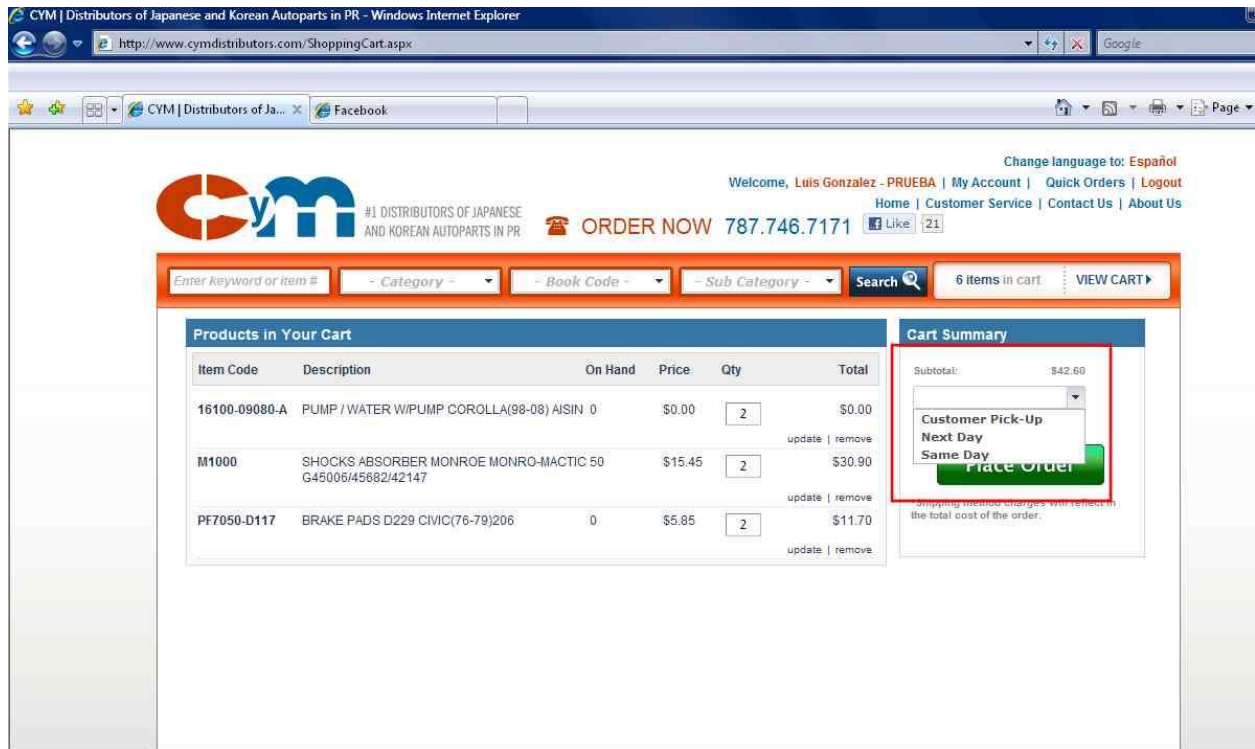 CYM | Distributors of Japanese and Korean Autoparts in PR - Windows Internet Explorer
http://www.cymdistributors.com/ShoppingCart.aspx
Google
CYM | Distributors of Ja...
Facebook
Page
Change language to: Español
Welcome, Luis Gonzalez - PRUEBA | My Account | Quick Orders | Logout
Home | Customer Service | Contact Us | About Us
Cym
#1 DISTRIBUTORS OF JAPANESE
AND KOREAN AUTOPARTS IN PR
ORDER NOW 787.746.7171
Like 21
Enter keyword or item #
- Category -
- Book Code -
- Sub Category -
Search
6 items in cart
VIEW CART
Products in Your Cart
Item Code Description On Hand Price Qty Total
16100-09080-A PUMP / WATER W/PUMP COROLLA(98-08) AISIN 0 $0.00 2 $0.00
update | remove
M1000 SHOCKS ABSORBER MONROE MONRO-MACTIC 50 $15.45 2 $30.90
G45006/45682/42147
update | remove
PF7050-D117 BRAKE PADS D229 CIVIC(76-79)206 0 $5.85 2 $11.70
update | remove
Cart Summary
Subtotal: $42.60
Customer Pick-Up
Next Day
Same Day
Place Order
*Shipping method charges will reflect in
the total cost of the order.